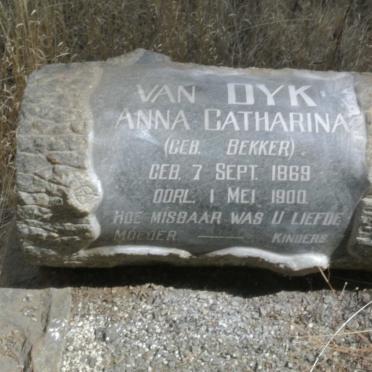 VAN DYK
ANNA CATHARINA
(GEB. BEKKER)
GEB. 7 SEPT. 1869
OORL. 1 MEI 1900.
HOE MISBAAR WAS U LIEFDE
MOEDER —— KINDERS